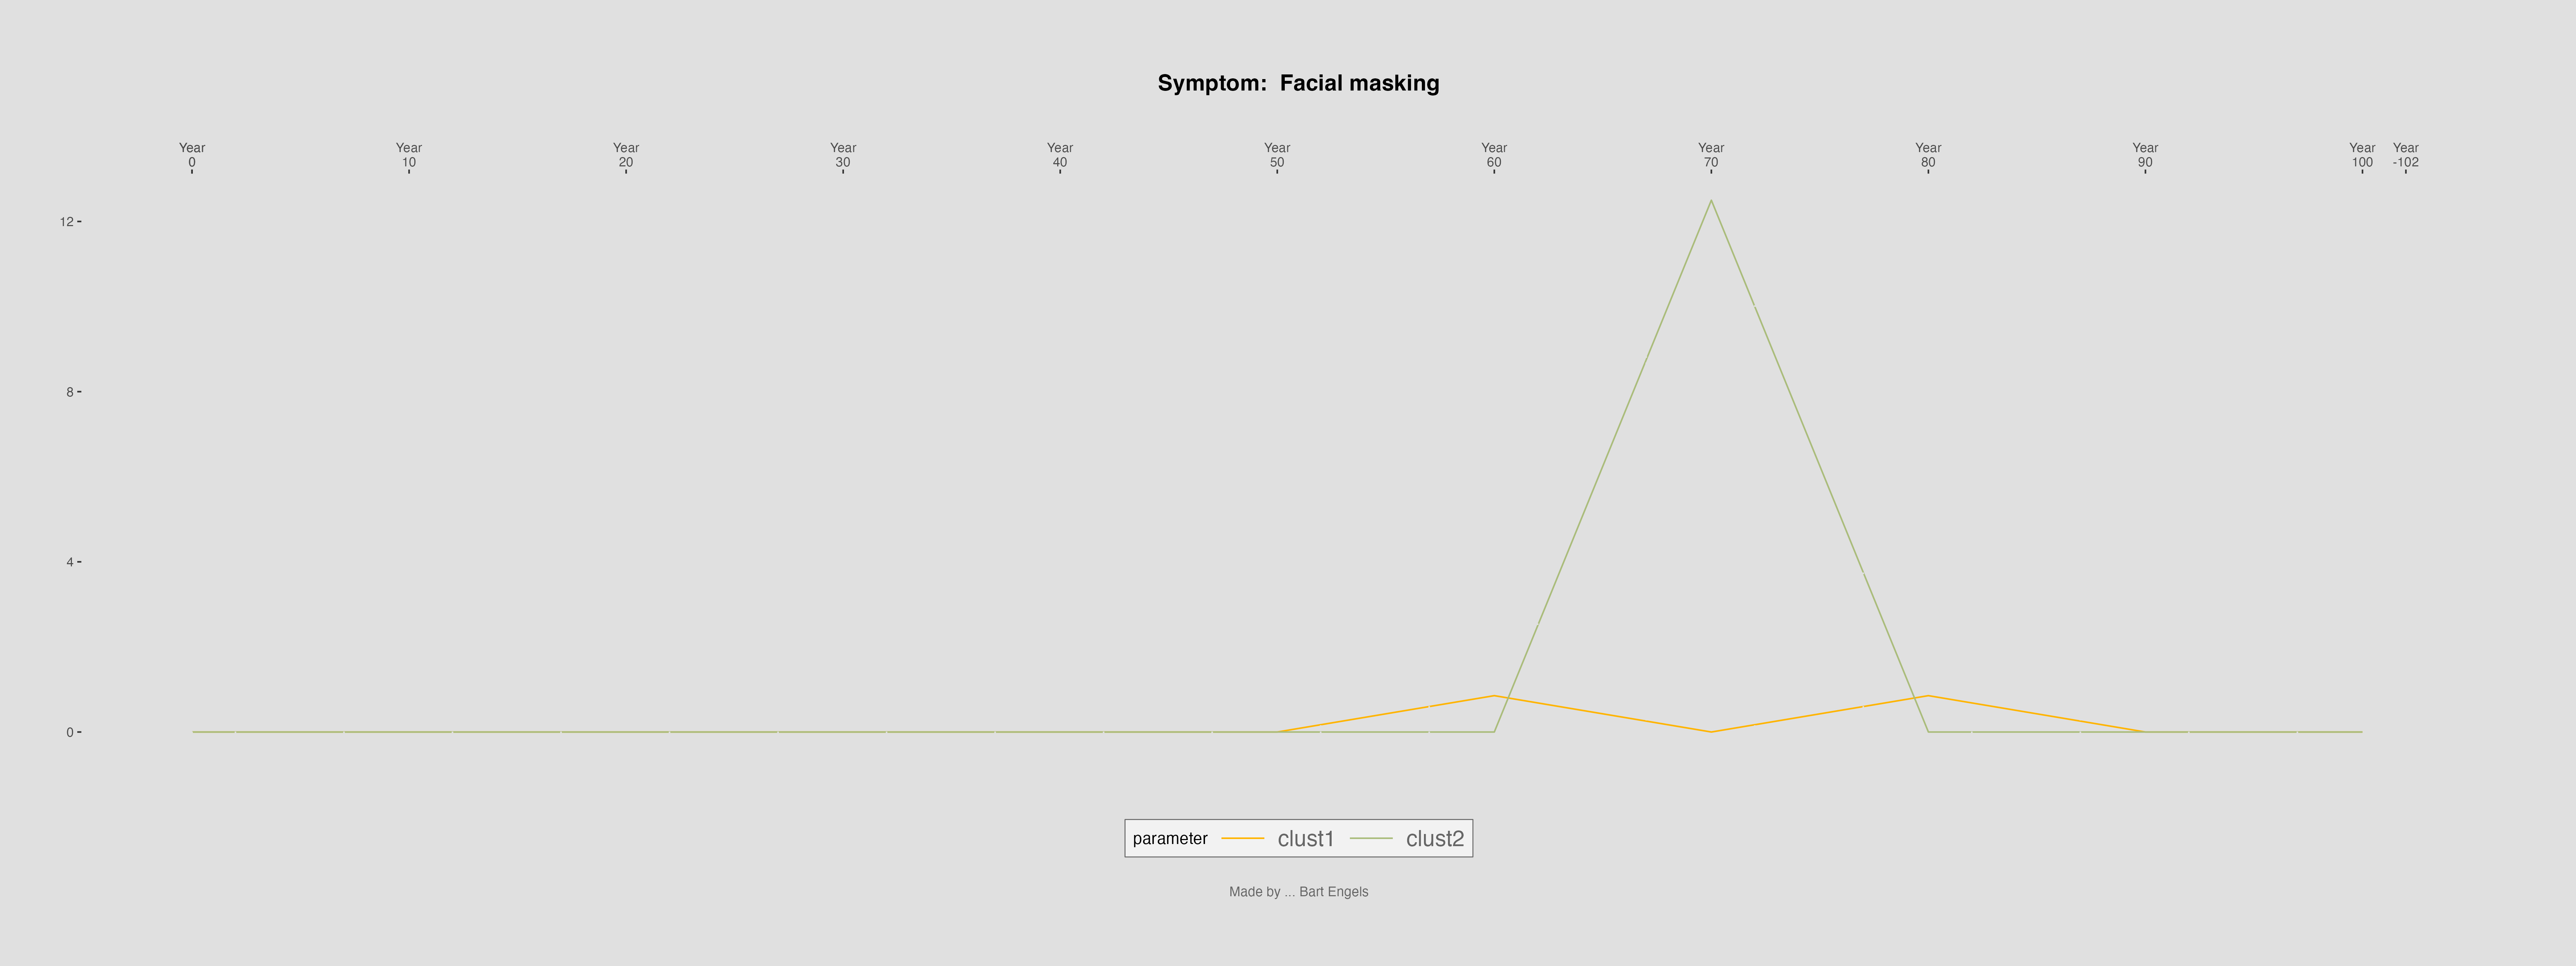 Symptom:  Facial masking
Year Year Year Year Year Year Year Year Year Year Year Year
0 10 20 30 40 50 60 70 80 90 100 -102
12
8
4
0
parameter clust1 clust2
Made by ... Bart Engels